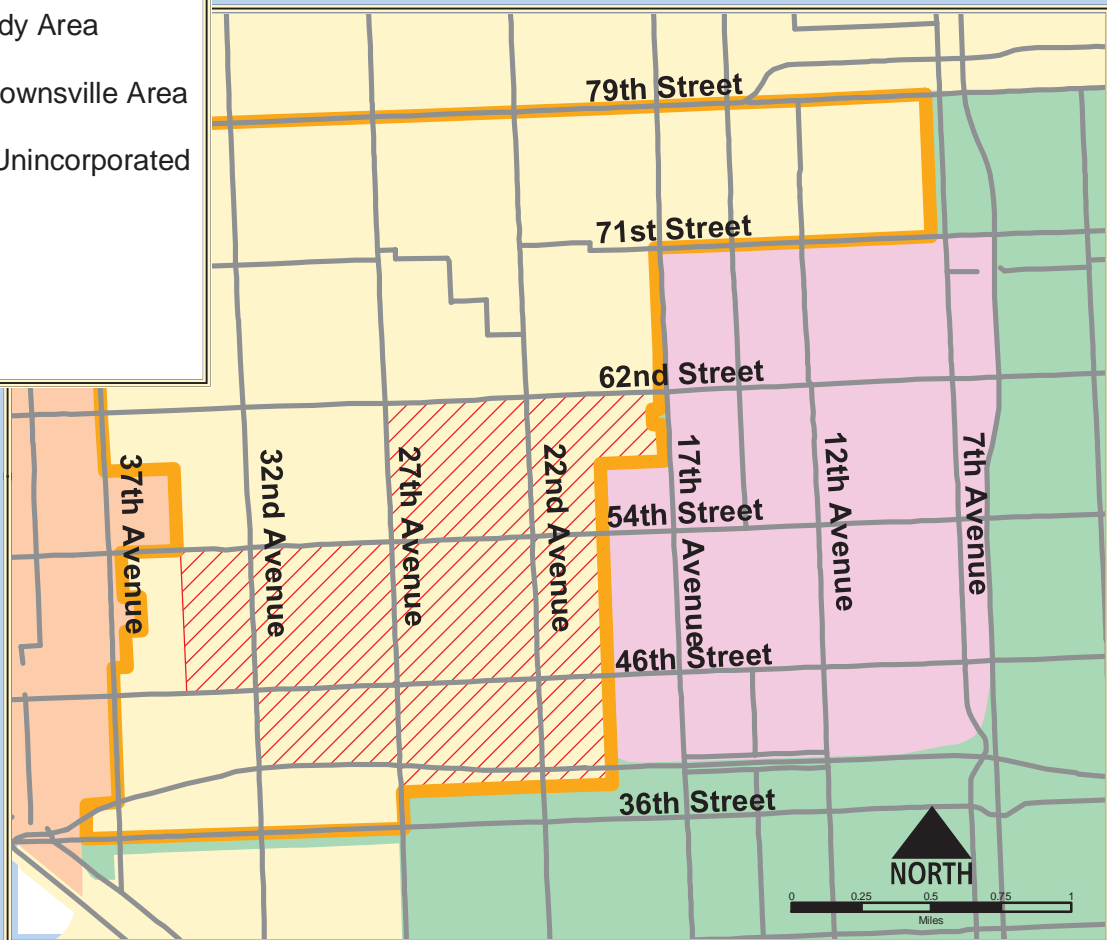 dy Area
ownsville Area
Unincorporated
79th Street
71st Street
62nd Street
37th Avenue
32nd Avenue
27th Avenue
22nd Avenue
17th Avenue
12th Avenue
7th Avenue
54th Street
46th Street
36th Street
NORTH
0 0.25 0.5 0.75 1
Miles